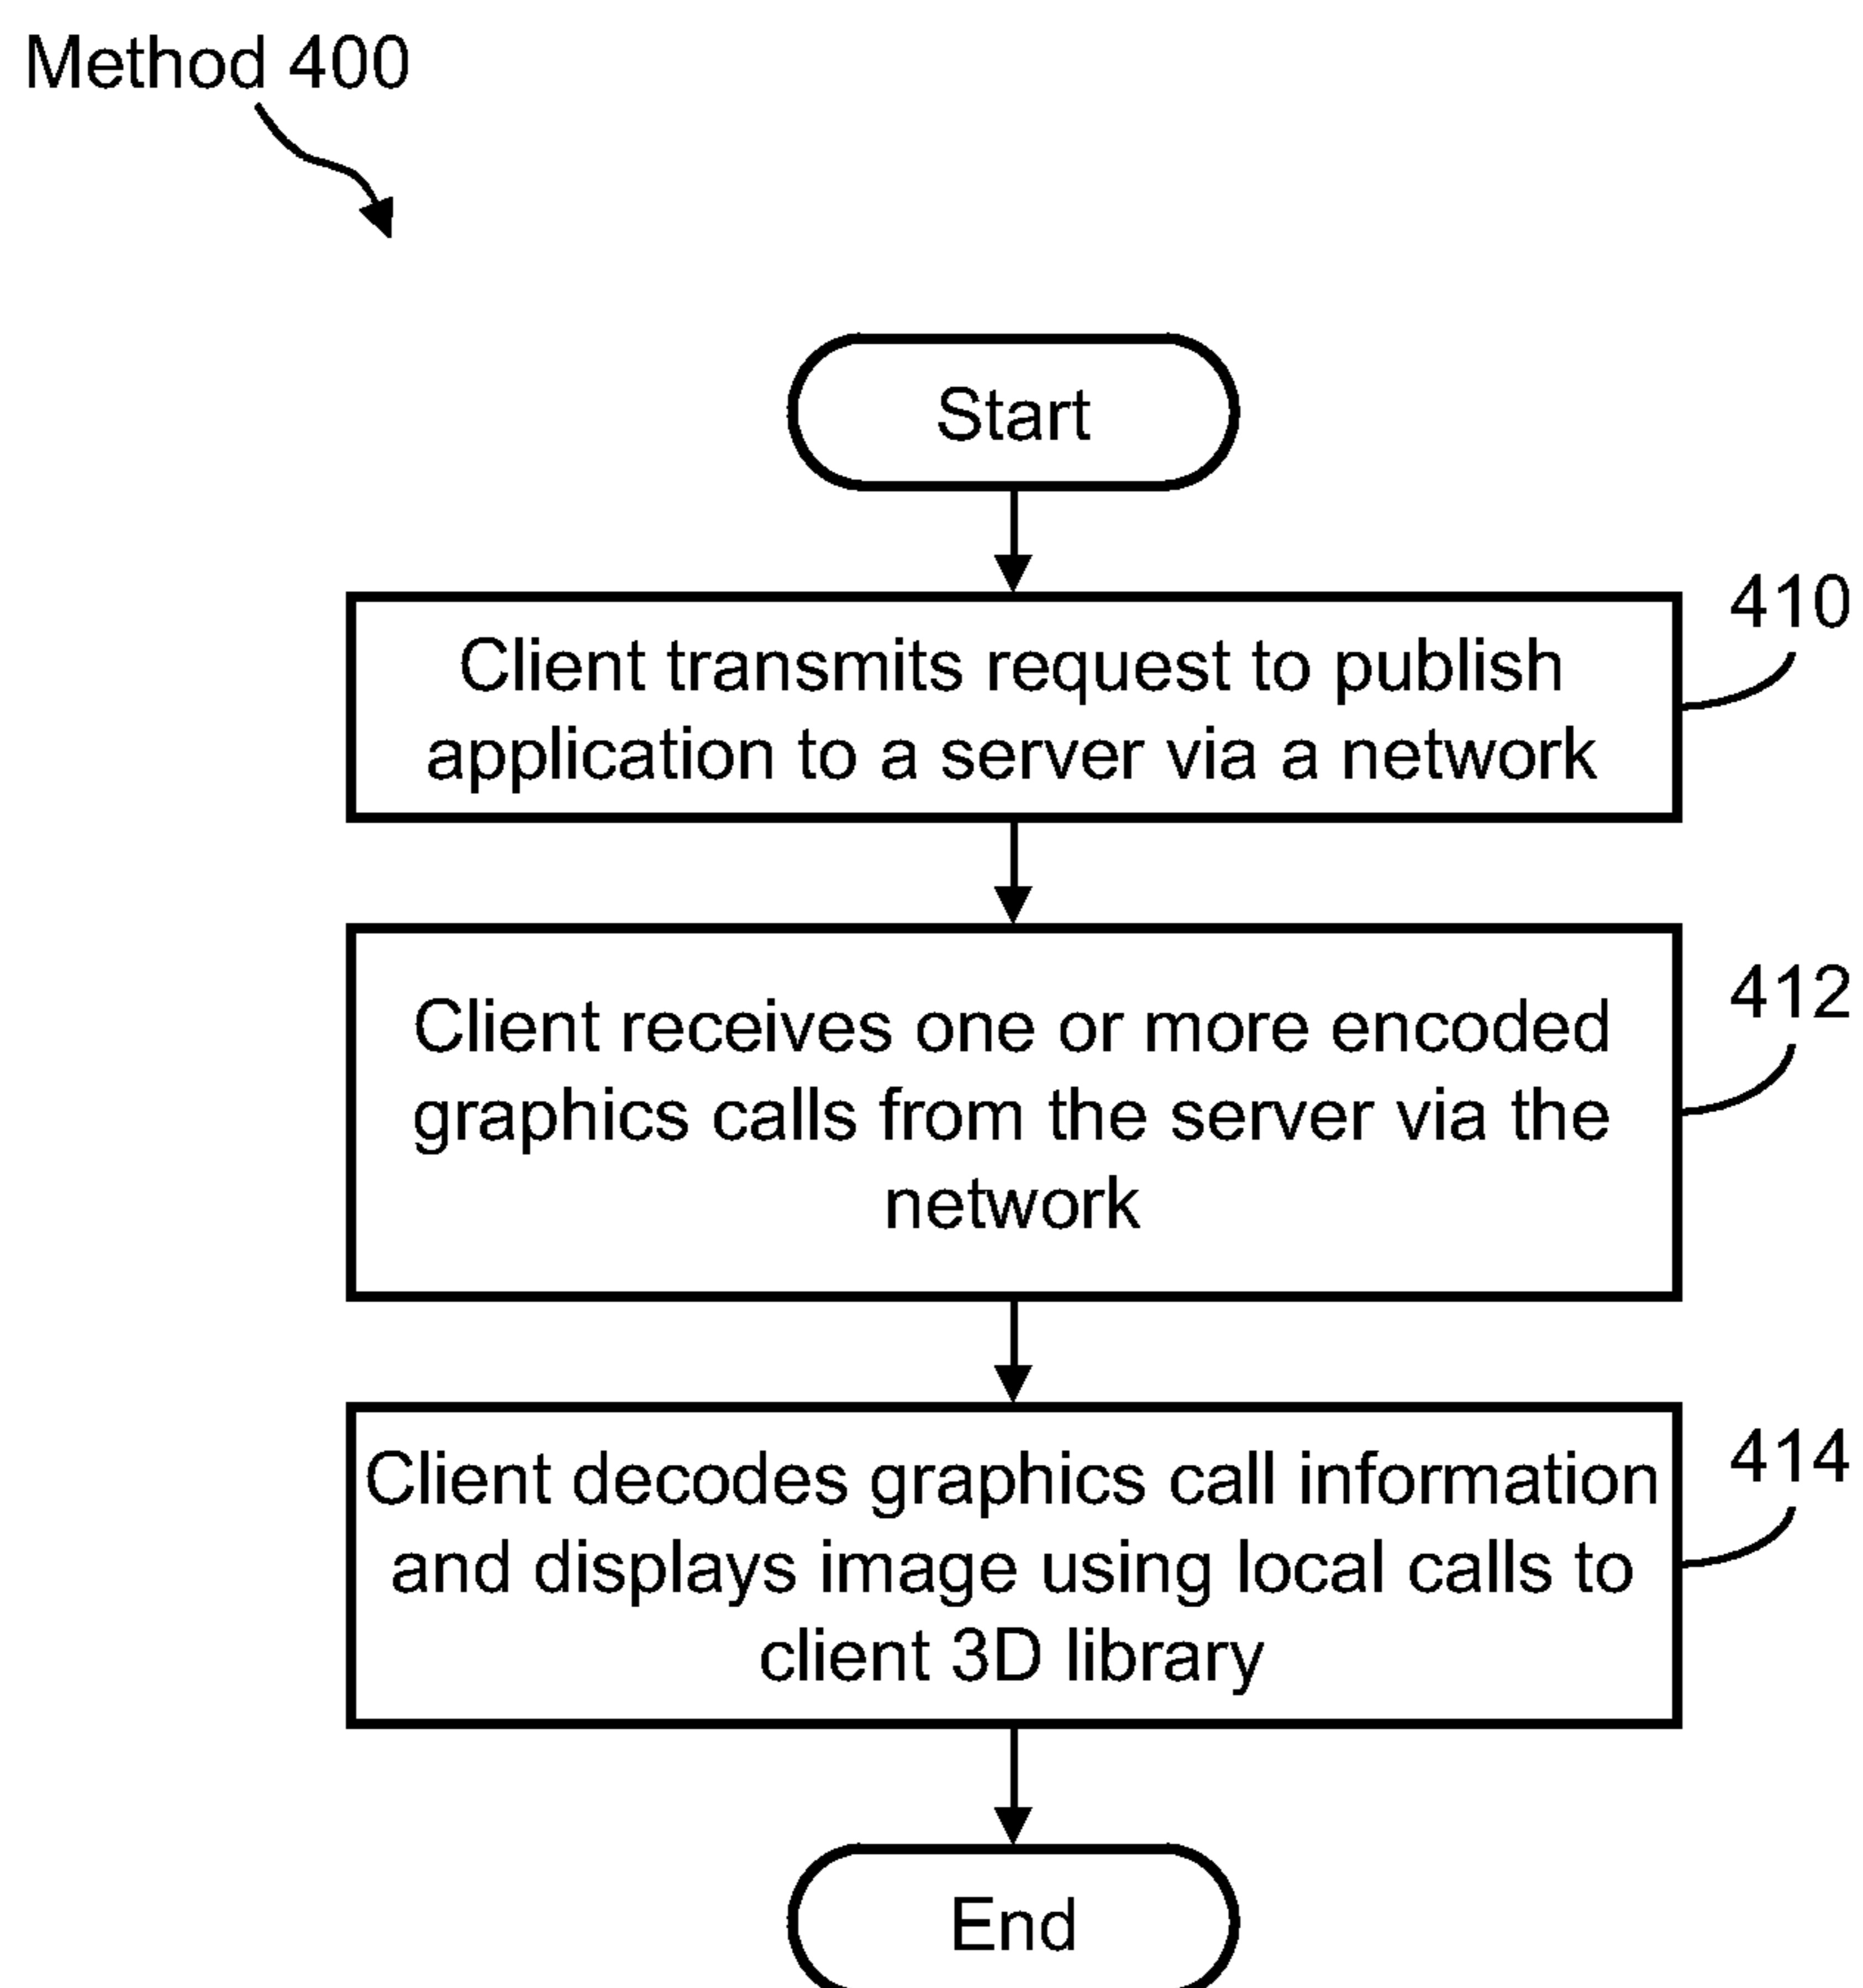 Method 400
Start
410
Client transmits request to publish
application to a server via a network
412
Client receives one or more encoded
graphics calls from the server via the
network
414
Client decodes graphics call information
and displays image using local calls to
client 3D library
End